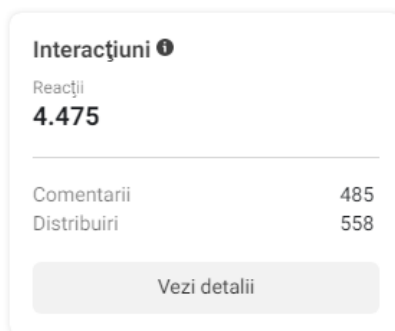 Interacţiuni
Reacţii
4.475
Comentarii 485
Distribuiri 558
Vezi detalii